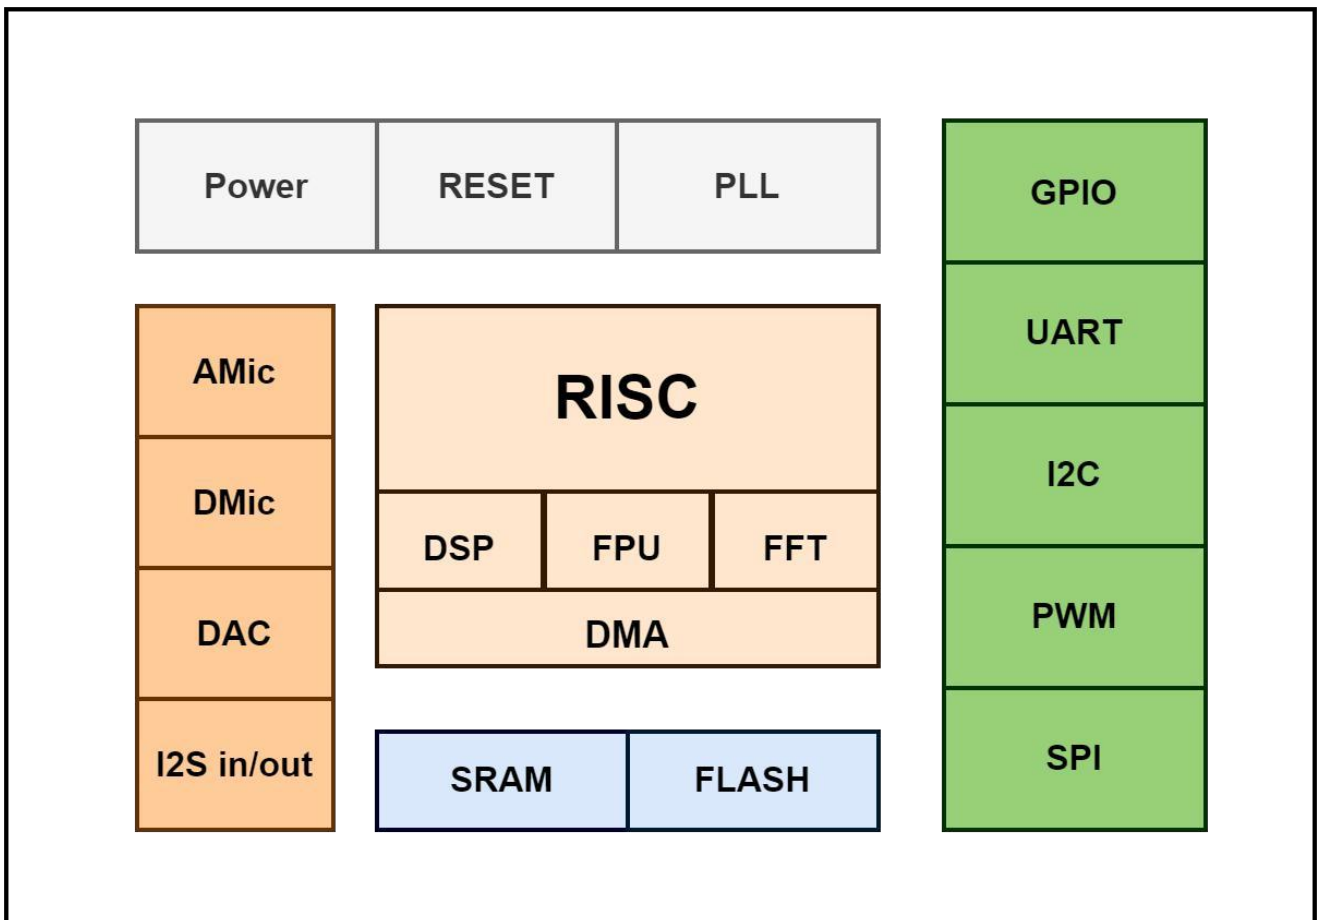 Power
RESET
PLL
GPIO
UART
I2C
PWM
SPI
AMic
DMic
DAC
I2S in/out
RISC
DSP
FPU
FFT
DMA
SRAM
FLASH